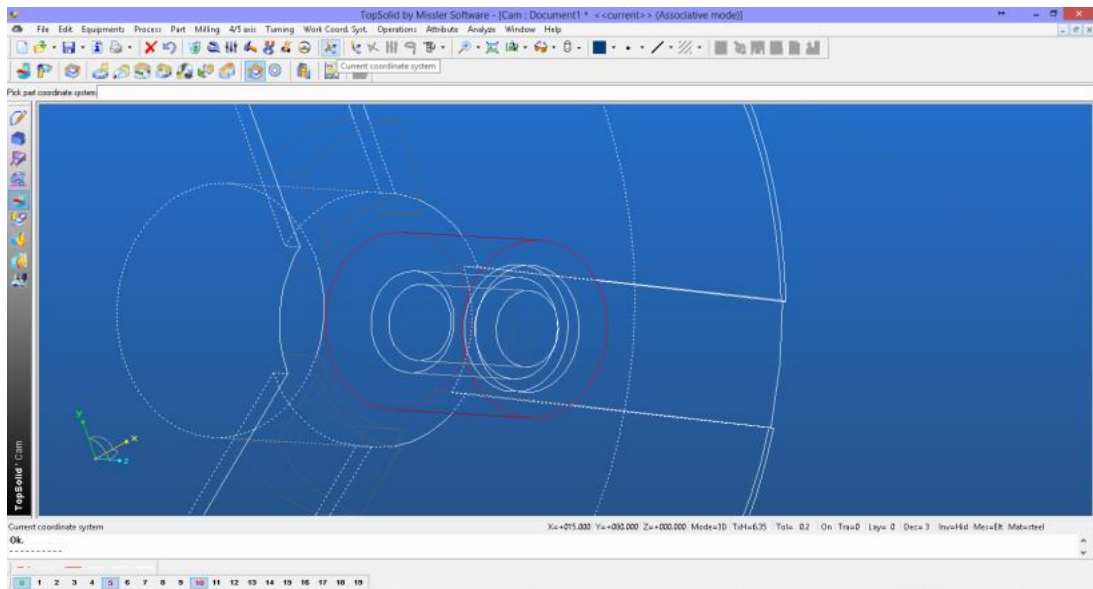 TopSolid by Missler Software - [Cam : Document1 * <<current>> (Associative mode)]
File Edit Equipments Process Part Milling 4/5 axis Turning Work Coord. Syst. Operations Attribute Analyze Window Help
Current coordinate system
Pick part coordinate system
y
x
z
TopSolid'Cam
Current coordinate system X=+015.000 Y=+030.000 Z=+000.000 Mode=3D TxH=6.35 Tol= 0.2 On Tra=0 Lay= 0 Dec= 3 Inv=Hid Mes=Elt Mat=steel
Ok.
----------
0 1 2 3 4 5 6 7 8 9 10 11 12 13 14 15 16 17 18 19